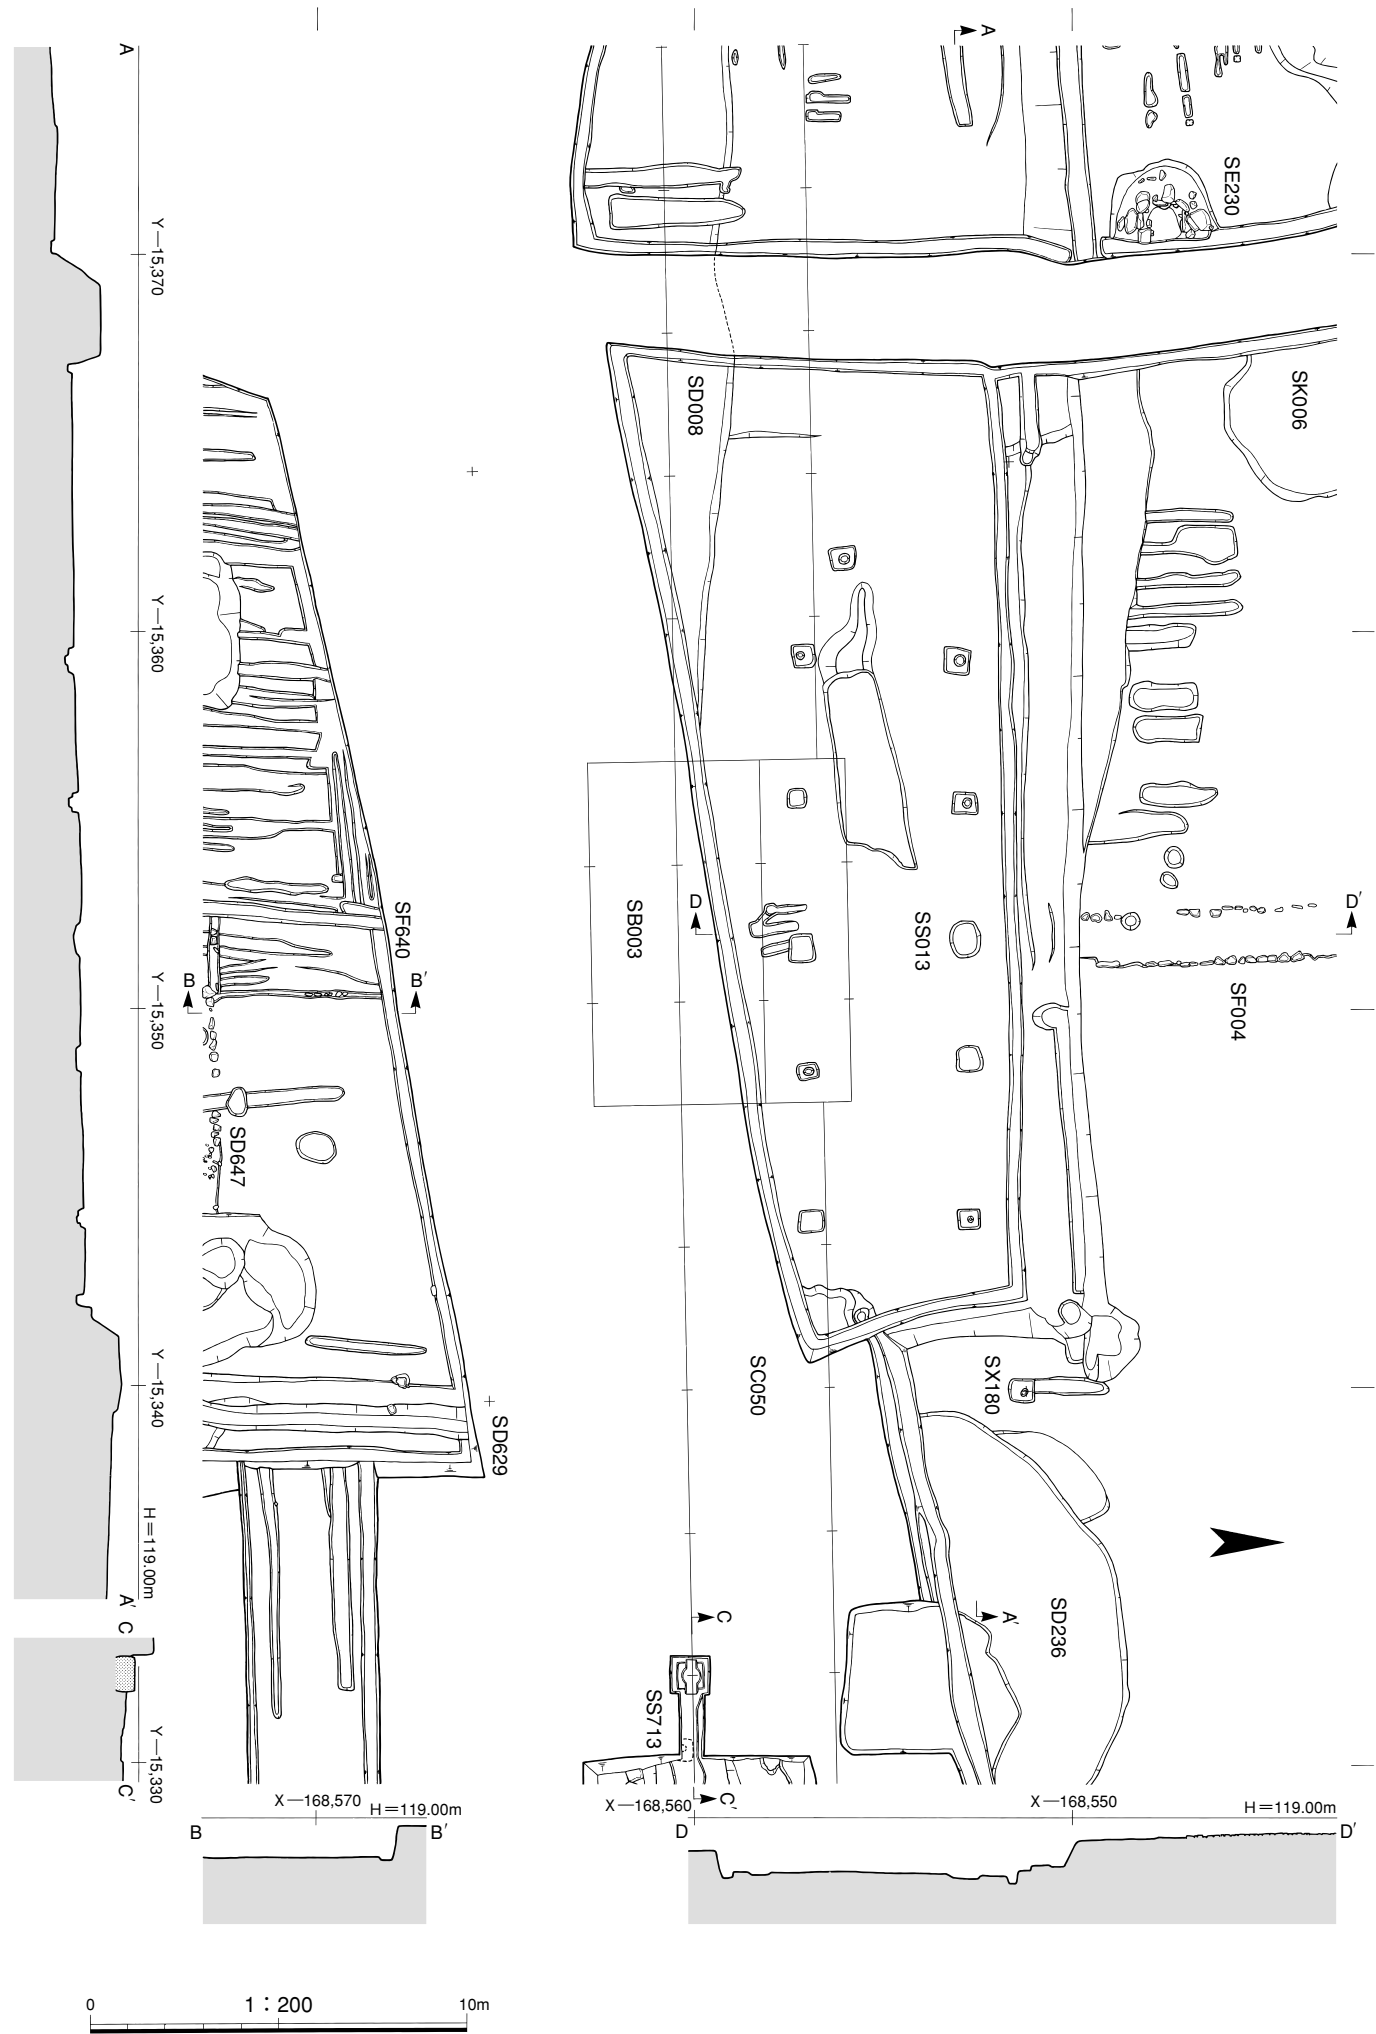 A
A
SE230
Y—15,370
SD008
SK006
Y—15,360
SB003
D
SS013
D′
SF640
B
B′
SF004
Y—15,350
SD647
Y—15,340
SC050
SX180
SD629
H=119.00m
A′
C
C
A′
SD236
SS713
Y—15,330
C′
C′
X—168,570
H=119.00m
X—168,560
X—168,550
H=119.00m
B
B′
D
D′
0
1：200
10m